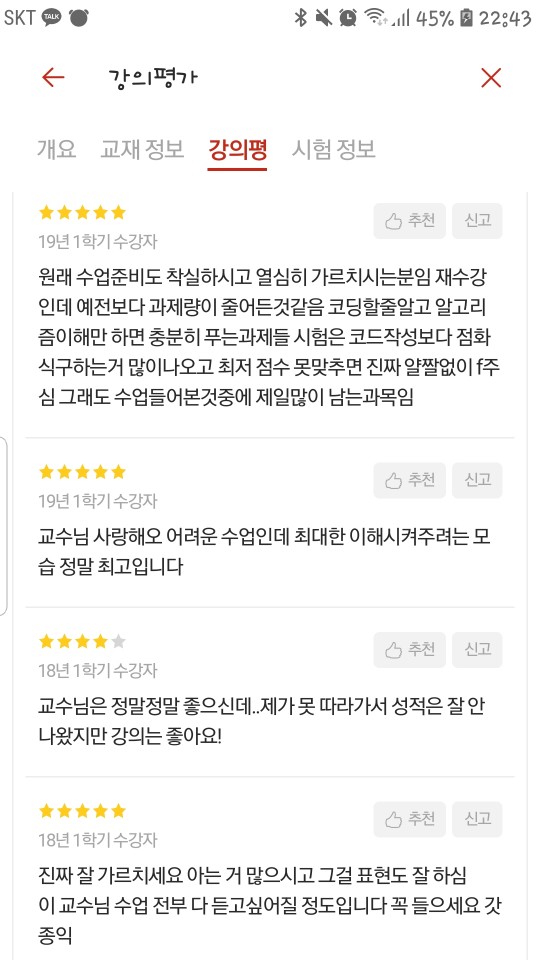 SKT TALK 45% 22:43
강의평가
개요 교재 정보 강의평 시험 정보
추천 신고
19년 1학기 수강자
원래 수업준비도 착실하시고 열심히 가르치시는분임 재수강
인데 예전보다 과제량이 줄어든것같음 코딩할줄알고 알고리
즘이해만 하면 충분히 푸는과제들 시험은 코드작성보다 점화
식구하는거 많이나오고 최저 점수 못맞추면 진짜 얄짤없이 f주
심 그래도 수업들어본것중에 제일많이 남는과목임
추천 신고
19년 1학기 수강자
교수님 사랑해오 어려운 수업인데 최대한 이해시켜주려는 모
습 정말 최고입니다
추천 신고
18년 1학기 수강자
교수님은 정말정말 좋으신데..제가 못 따라가서 성적은 잘 안
나왔지만 강의는 좋아요!
추천 신고
18년 1학기 수강자
진짜 잘 가르치세요 아는 거 많으시고 그걸 표현도 잘 하심
이 교수님 수업 전부 다 듣고싶어질 정도입니다 꼭 들으세요 갓
종익